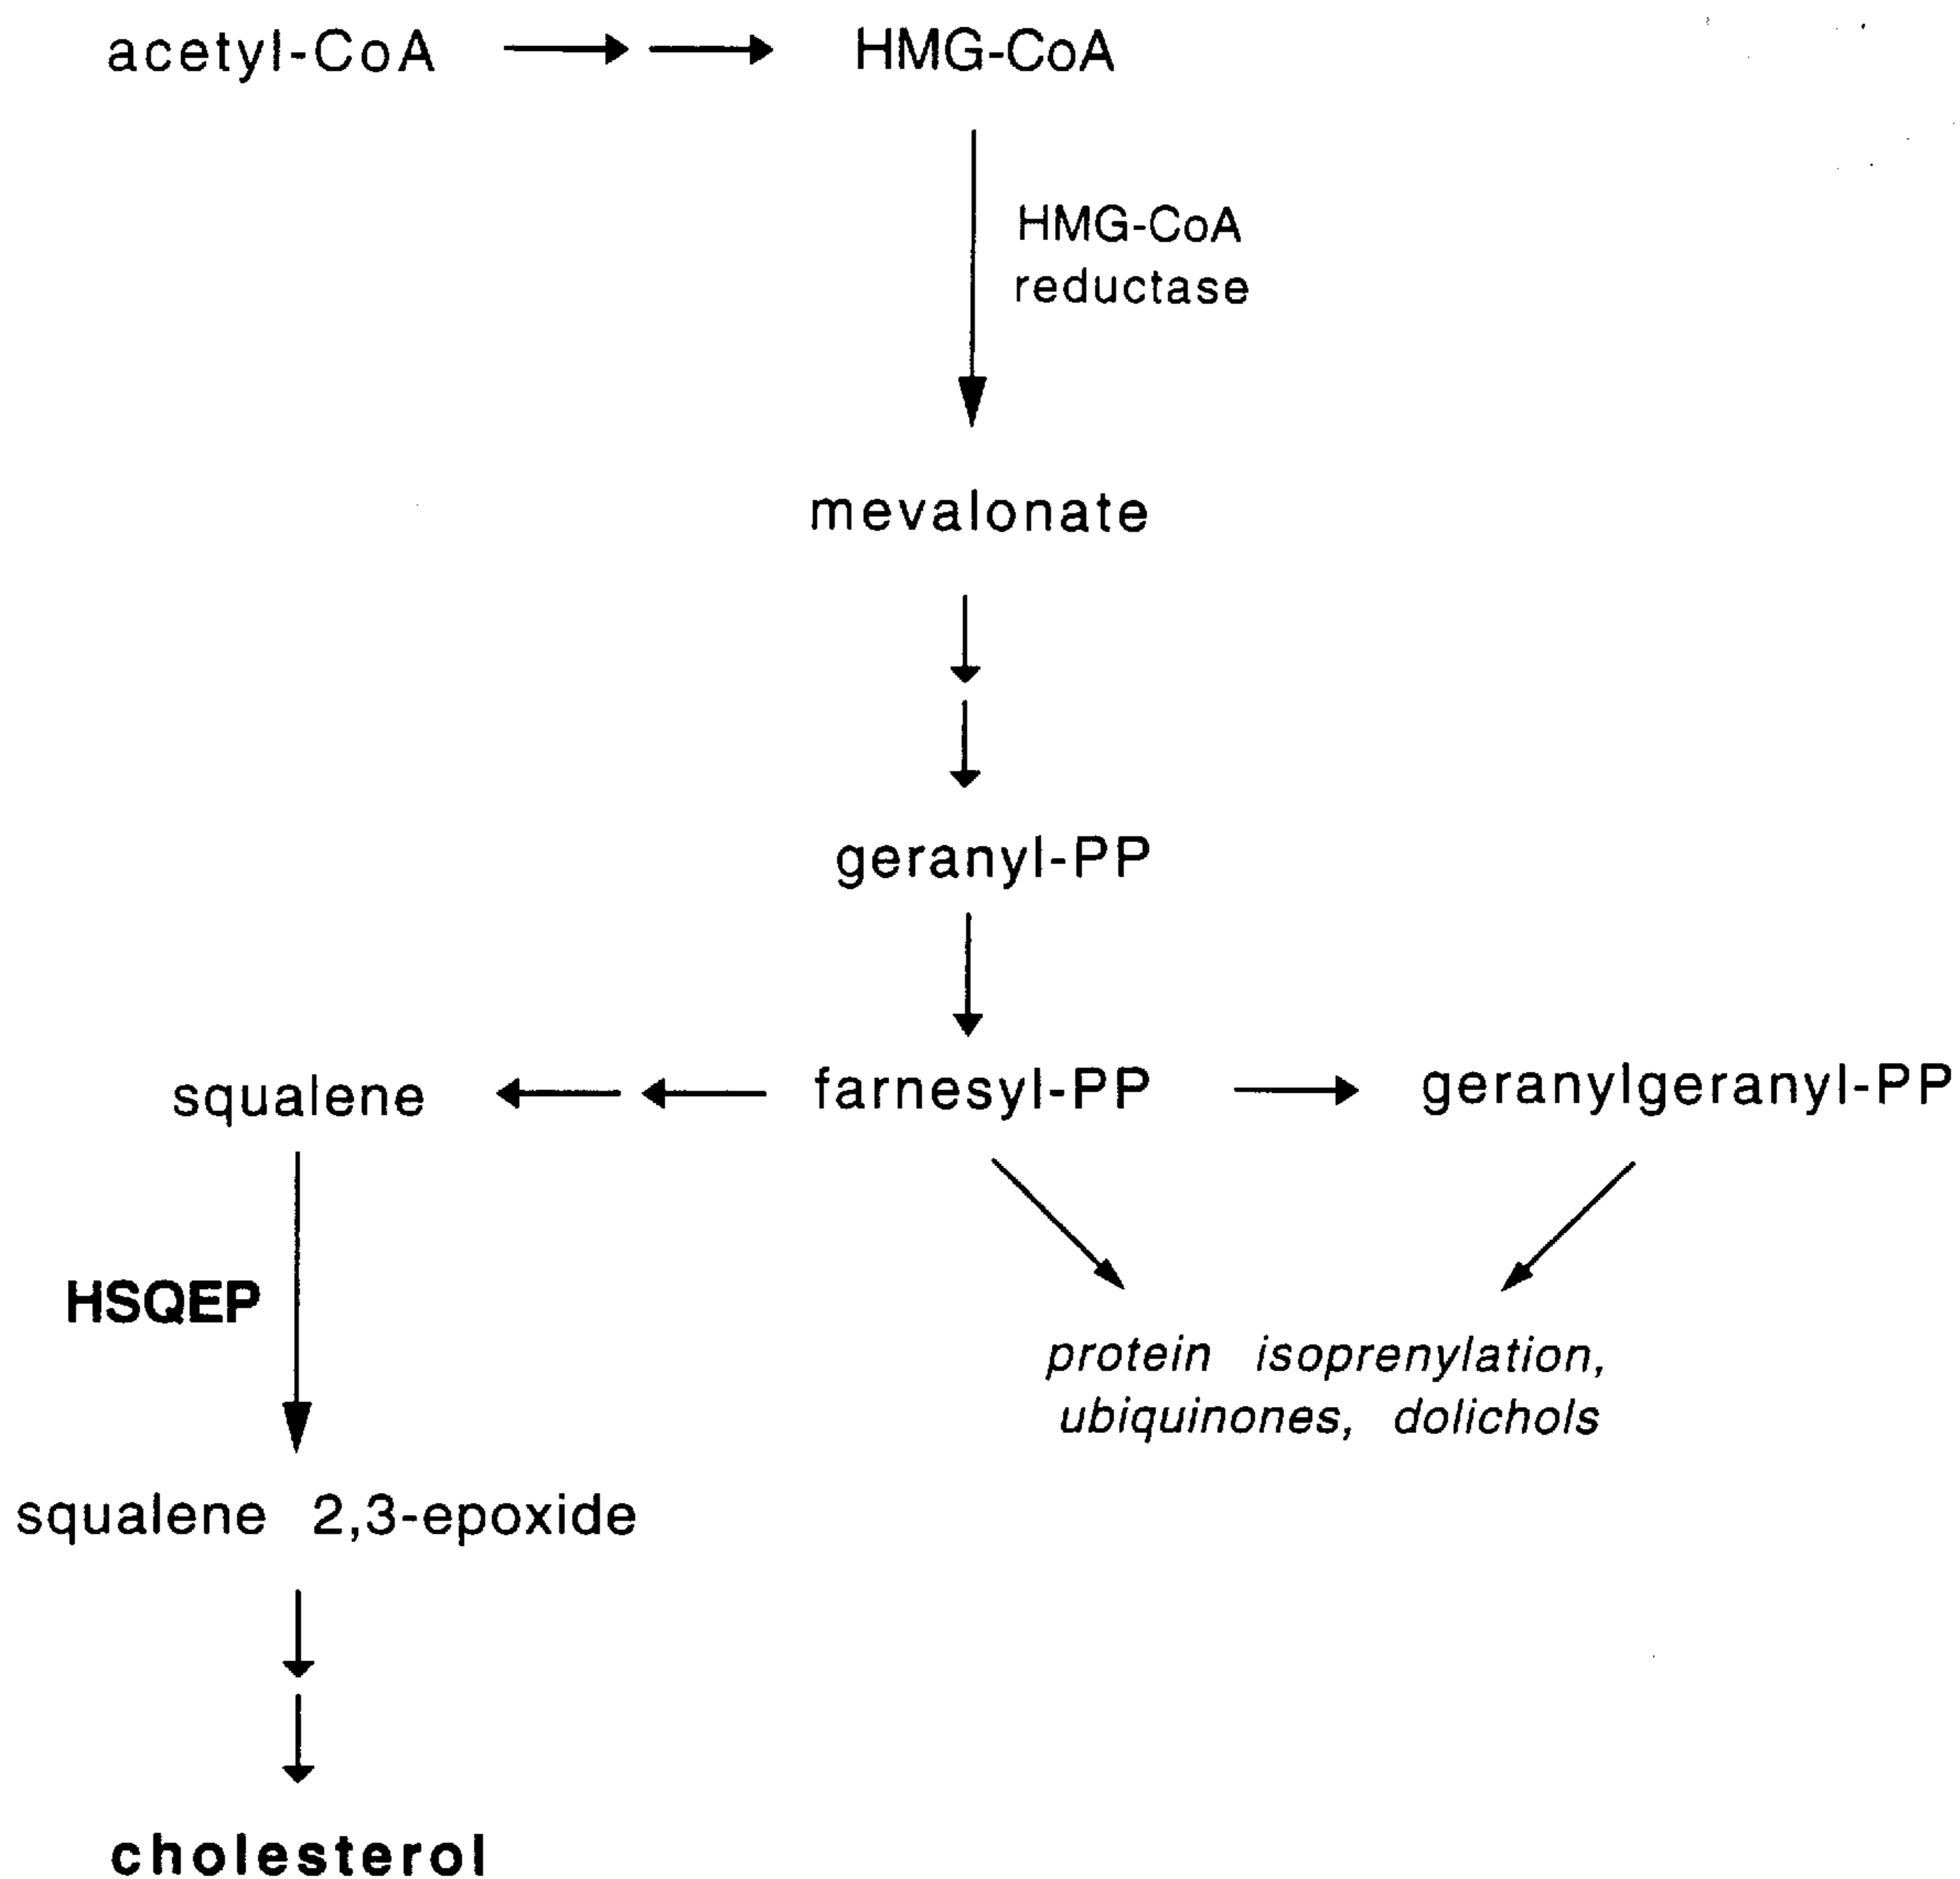 acetyl-CoA
HMG-CoA
HMG-CoA
reductase
mevalonate
geranyl-PP
squalene
farnesyl-PP
geranylgeranyl-PP
HSQEP
protein isoprenylation,
ubiquinones, dolichols
squalene 2,3-epoxide
cholesterol